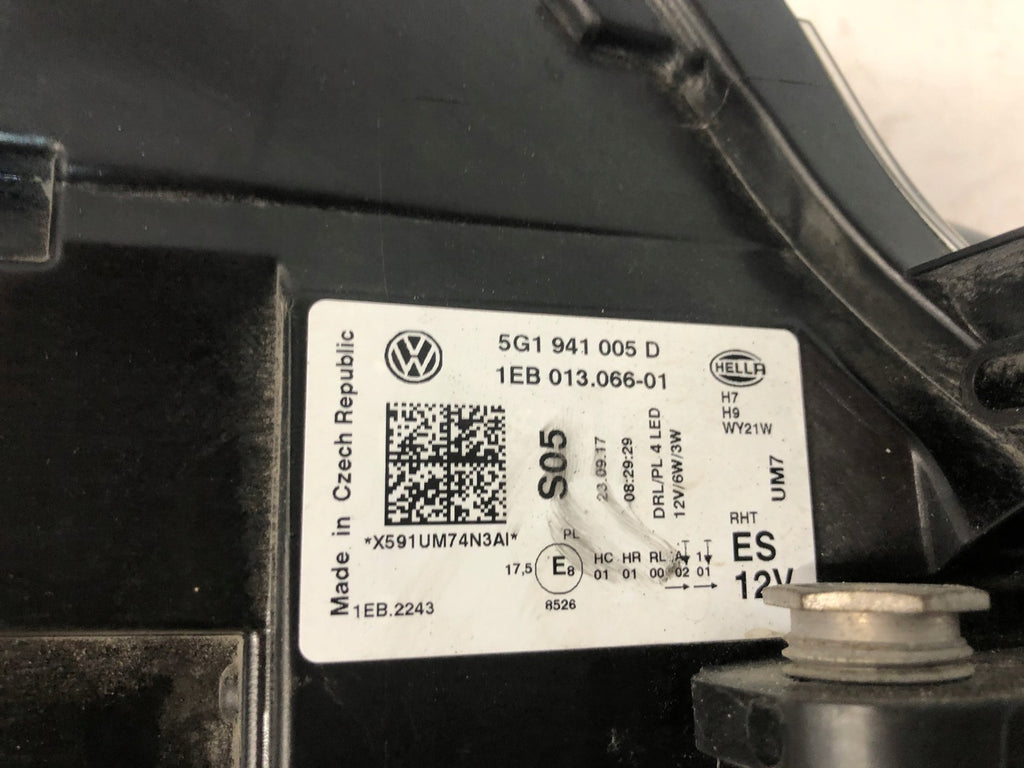 Made in Czech Republic
5G1 941 005 D
1EB 013.066-01
HELLA
H7
H9
WY21W
S05
23.09.17
08:29:29
DRL/PL 4 LED
12V/6W/3W
UM7
*X591UM74N3AI*
PL
17,5 E8
8526
HC HR RL A 1
01 01 00 02 01
RHT
ES
12V
1EB.2243